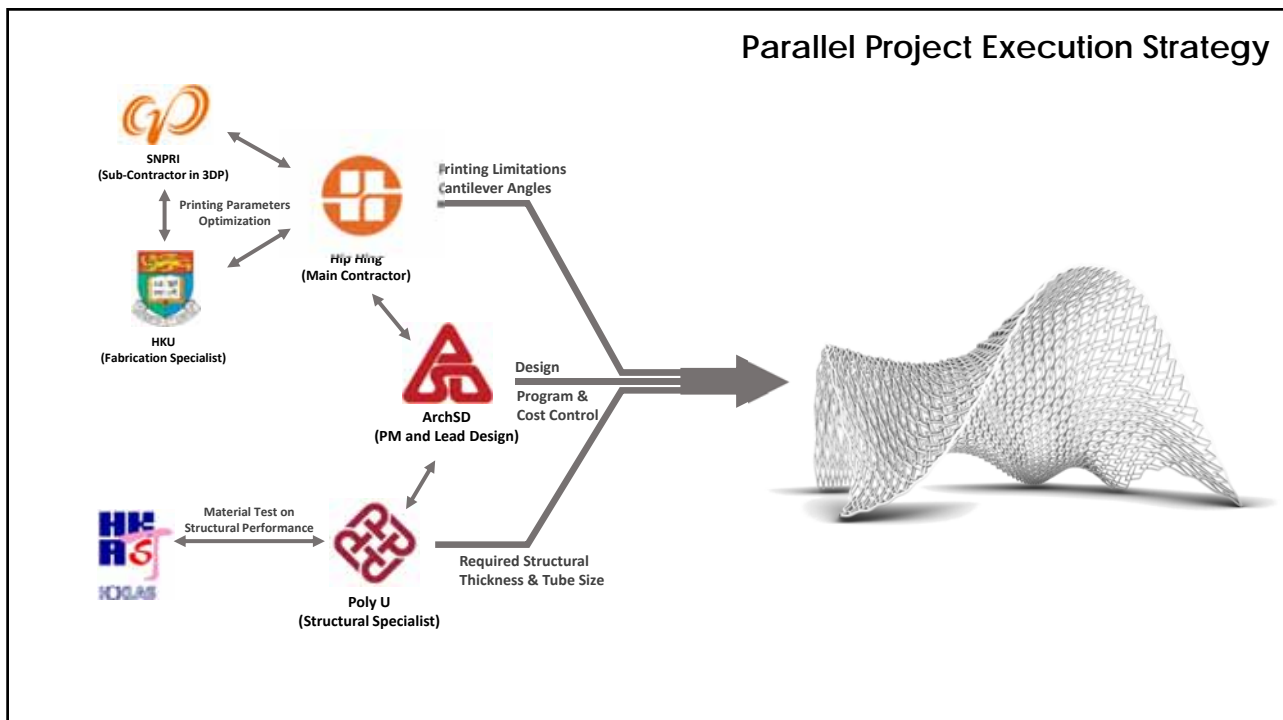 Parallel Project Execution Strategy
SNPRI
(Sub-Contractor in 3DP)
Printing Parameters
Optimization
HKU
(Fabrication Specialist)
Hip Hing
(Main Contractor)
Printing Limitations
Cantilever Angles
ArchSD
(PM and Lead Design)
Design
Program &
Cost Control
Material Test on
Structural Performance
HKAST
HOKLAS
Poly U
(Structural Specialist)
Required Structural
Thickness & Tube Size